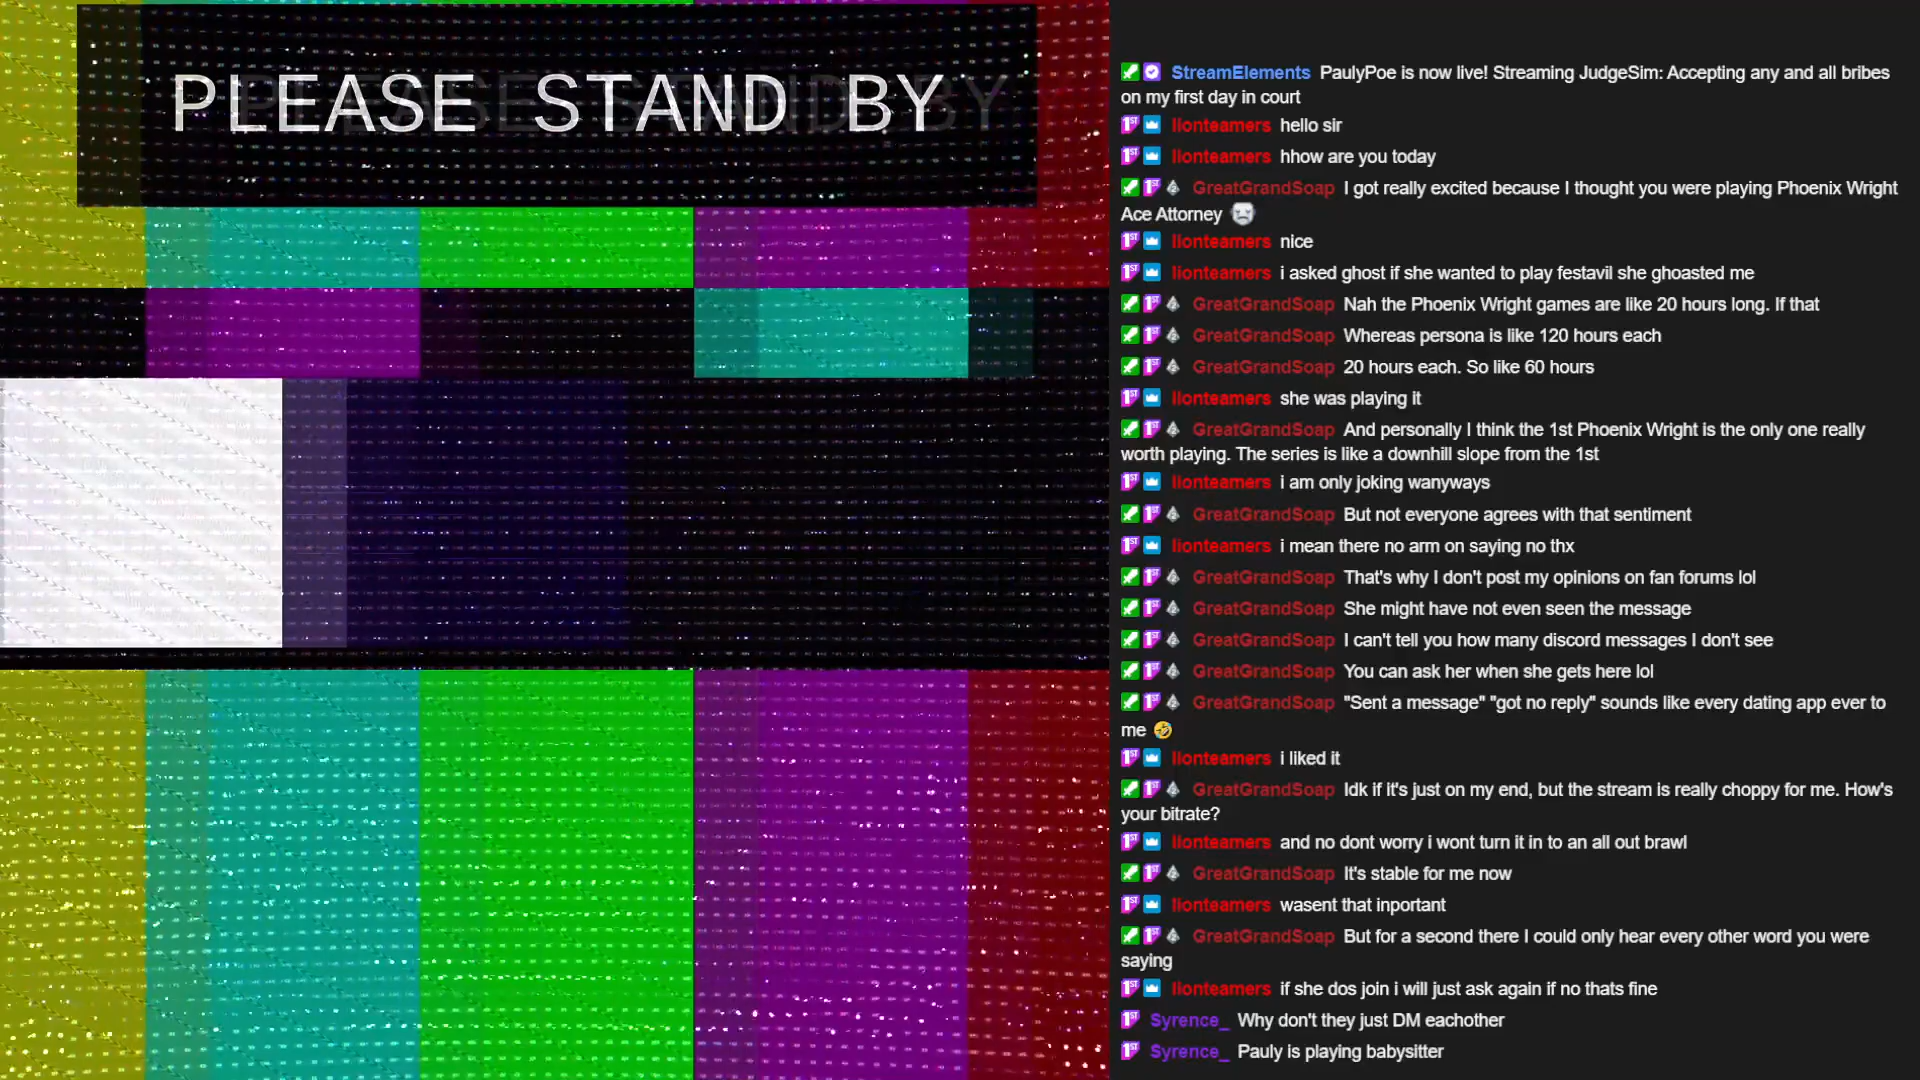 PLEASE STAND BY
StreamElements PaulyPoe is now live! Streaming JudgeSim: Accepting any and all bribes
on my first day in court
lionteamers hello sir
lionteamers hhow are you today
GreatGrandSoap I got really excited because I thought you were playing Phoenix Wright
Ace Attorney
lionteamers nice
lionteamers i asked ghost if she wanted to play festavil she ghoasted me
GreatGrandSoap Nah the Phoenix Wright games are like 20 hours long. If that
GreatGrandSoap Whereas persona is like 120 hours each
GreatGrandSoap 20 hours each. So like 60 hours
lionteamers she was playing it
GreatGrandSoap And personally I think the 1st Phoenix Wright is the only one really
worth playing. The series is like a downhill slope from the 1st
lionteamers i am only joking wanyways
GreatGrandSoap But not everyone agrees with that sentiment
lionteamers i mean there no arm on saying no thx
GreatGrandSoap That's why I don't post my opinions on fan forums lol
GreatGrandSoap She might have not even seen the message
GreatGrandSoap I can't tell you how many discord messages I don't see
GreatGrandSoap You can ask her when she gets here lol
GreatGrandSoap "Sent a message" "got no reply" sounds like every dating app ever to
me
lionteamers i liked it
GreatGrandSoap Idk if it's just on my end, but the stream is really choppy for me. How's
your bitrate?
lionteamers and no dont worry i wont turn it in to an all out brawl
GreatGrandSoap It's stable for me now
lionteamers wasent that inportant
GreatGrandSoap But for a second there I could only hear every other word you were
saying
lionteamers if she dos join i will just ask again if no thats fine
Syrence_ Why don't they just DM eachother
Syrence_ Pauly is playing babysitter